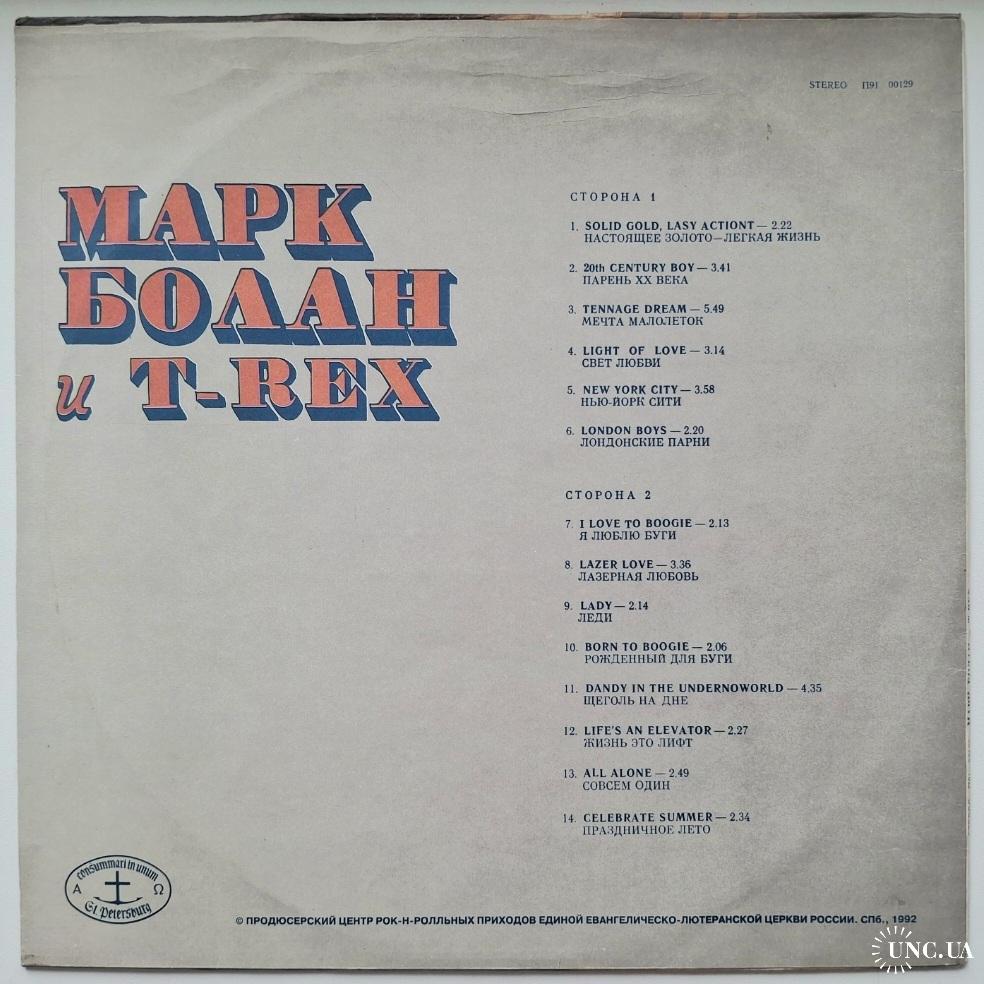 STEREO П91 00129
МАРК
БОЛАН
и T-REX
СТОРОНА 1
1. SOLID GOLD, LASY ACTIONT — 2.22
НАСТОЯЩЕЕ ЗОЛОТО—ЛЕГКАЯ ЖИЗНЬ
2. 20th CENTURY BOY — 3.41
ПАРЕНЬ XX ВЕКА
3. TENNAGE DREAM — 5.49
МЕЧТА МАЛОЛЕТОК
4. LIGHT OF LOVE — 3.14
СВЕТ ЛЮБВИ
5. NEW YORK CITY — 3.58
НЬЮ-ЙОРК СИТИ
6. LONDON BOYS — 2.20
ЛОНДОНСКИЕ ПАРНИ
СТОРОНА 2
7. I LOVE TO BOOGIE — 2.13
Я ЛЮБЛЮ БУГИ
8. LAZER LOVE — 3.36
ЛАЗЕРНАЯ ЛЮБОВЬ
9. LADY — 2.14
ЛЕДИ
10. BORN TO BOOGIE — 2.06
РОЖДЕННЫЙ ДЛЯ БУГИ
11. DANDY IN THE UNDERNOWORLD — 4.35
ЩЕГОЛЬ НА ДНЕ
12. LIFE'S AN ELEVATOR — 2.27
ЖИЗНЬ ЭТО ЛИФТ
13. ALL ALONE — 2.49
СОВСЕМ ОДИН
14. CELEBRATE SUMMER — 2.34
ПРАЗДНИЧНОЕ ЛЕТО
consummari in unum
Α Ω
St. Petersburg
© ПРОДЮСЕРСКИЙ ЦЕНТР РОК-Н-РОЛЛЬНЫХ ПРИХОДОВ ЕДИНОЙ ЕВАНГЕЛИЧЕСКО-ЛЮТЕРАНСКОЙ ЦЕРКВИ РОССИИ. СПб., 1992
UNC.UA